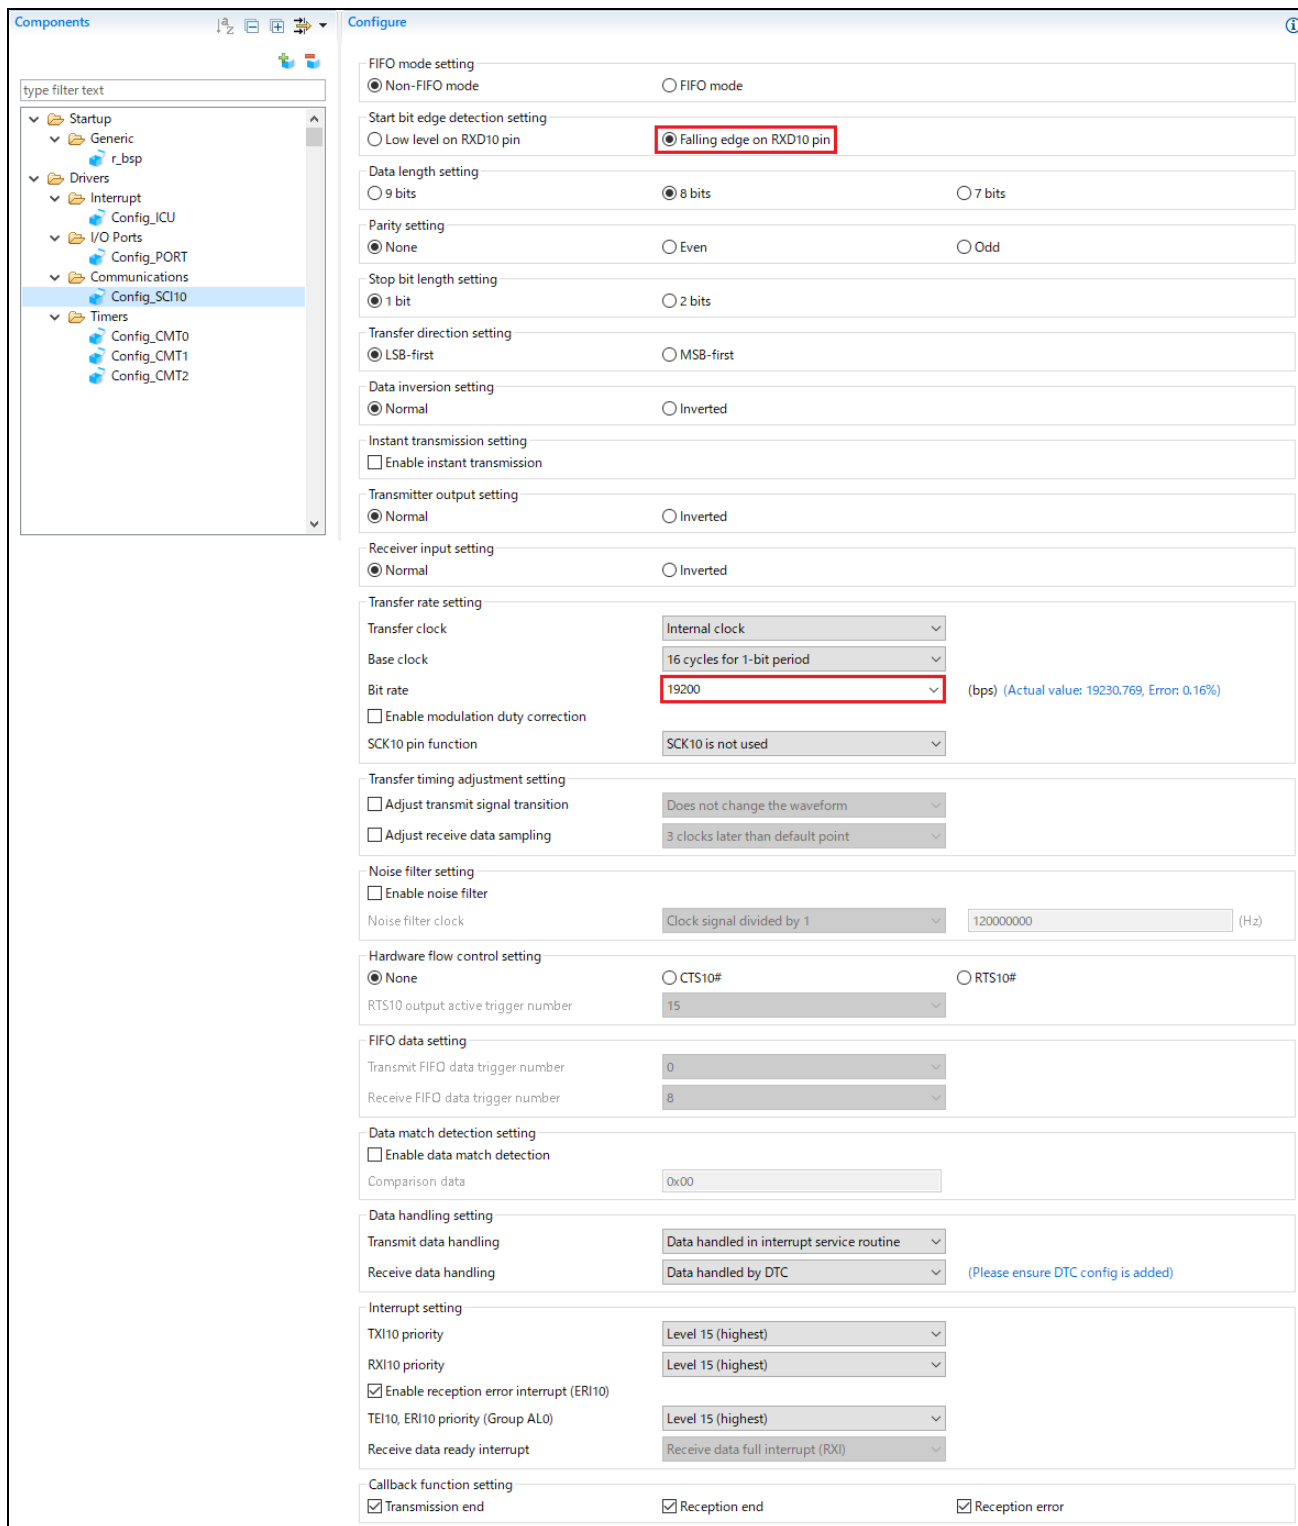 Components
Configure
type filter text
Startup
Generic
r_bsp
Drivers
Interrupt
Config_ICU
I/O Ports
Config_PORT
Communications
Config_SCI10
Timers
Config_CMT0
Config_CMT1
Config_CMT2
FIFO mode setting
Non-FIFO mode FIFO mode
Start bit edge detection setting
Low level on RXD10 pin Falling edge on RXD10 pin
Data length setting
9 bits 8 bits 7 bits
Parity setting
None Even Odd
Stop bit length setting
1 bit 2 bits
Transfer direction setting
LSB-first MSB-first
Data inversion setting
Normal Inverted
Instant transmission setting
Enable instant transmission
Transmitter output setting
Normal Inverted
Receiver input setting
Normal Inverted
Transfer rate setting
Transfer clock Internal clock
Base clock 16 cycles for 1-bit period
Bit rate 19200 (bps) (Actual value: 19230.769, Error: 0.16%)
Enable modulation duty correction
SCK10 pin function SCK10 is not used
Transfer timing adjustment setting
Adjust transmit signal transition Does not change the waveform
Adjust receive data sampling 3 clocks later than default point
Noise filter setting
Enable noise filter
Noise filter clock Clock signal divided by 1 120000000 (Hz)
Hardware flow control setting
None CTS10# RTS10#
RTS10 output active trigger number 15
FIFO data setting
Transmit FIFO data trigger number 0
Receive FIFO data trigger number 8
Data match detection setting
Enable data match detection
Comparison data 0x00
Data handling setting
Transmit data handling Data handled in interrupt service routine
Receive data handling Data handled by DTC (Please ensure DTC config is added)
Interrupt setting
TXI10 priority Level 15 (highest)
RXI10 priority Level 15 (highest)
Enable reception error interrupt (ERI10)
TEI10, ERI10 priority (Group AL0) Level 15 (highest)
Receive data ready interrupt Receive data full interrupt (RXI)
Callback function setting
Transmission end Reception end Reception error